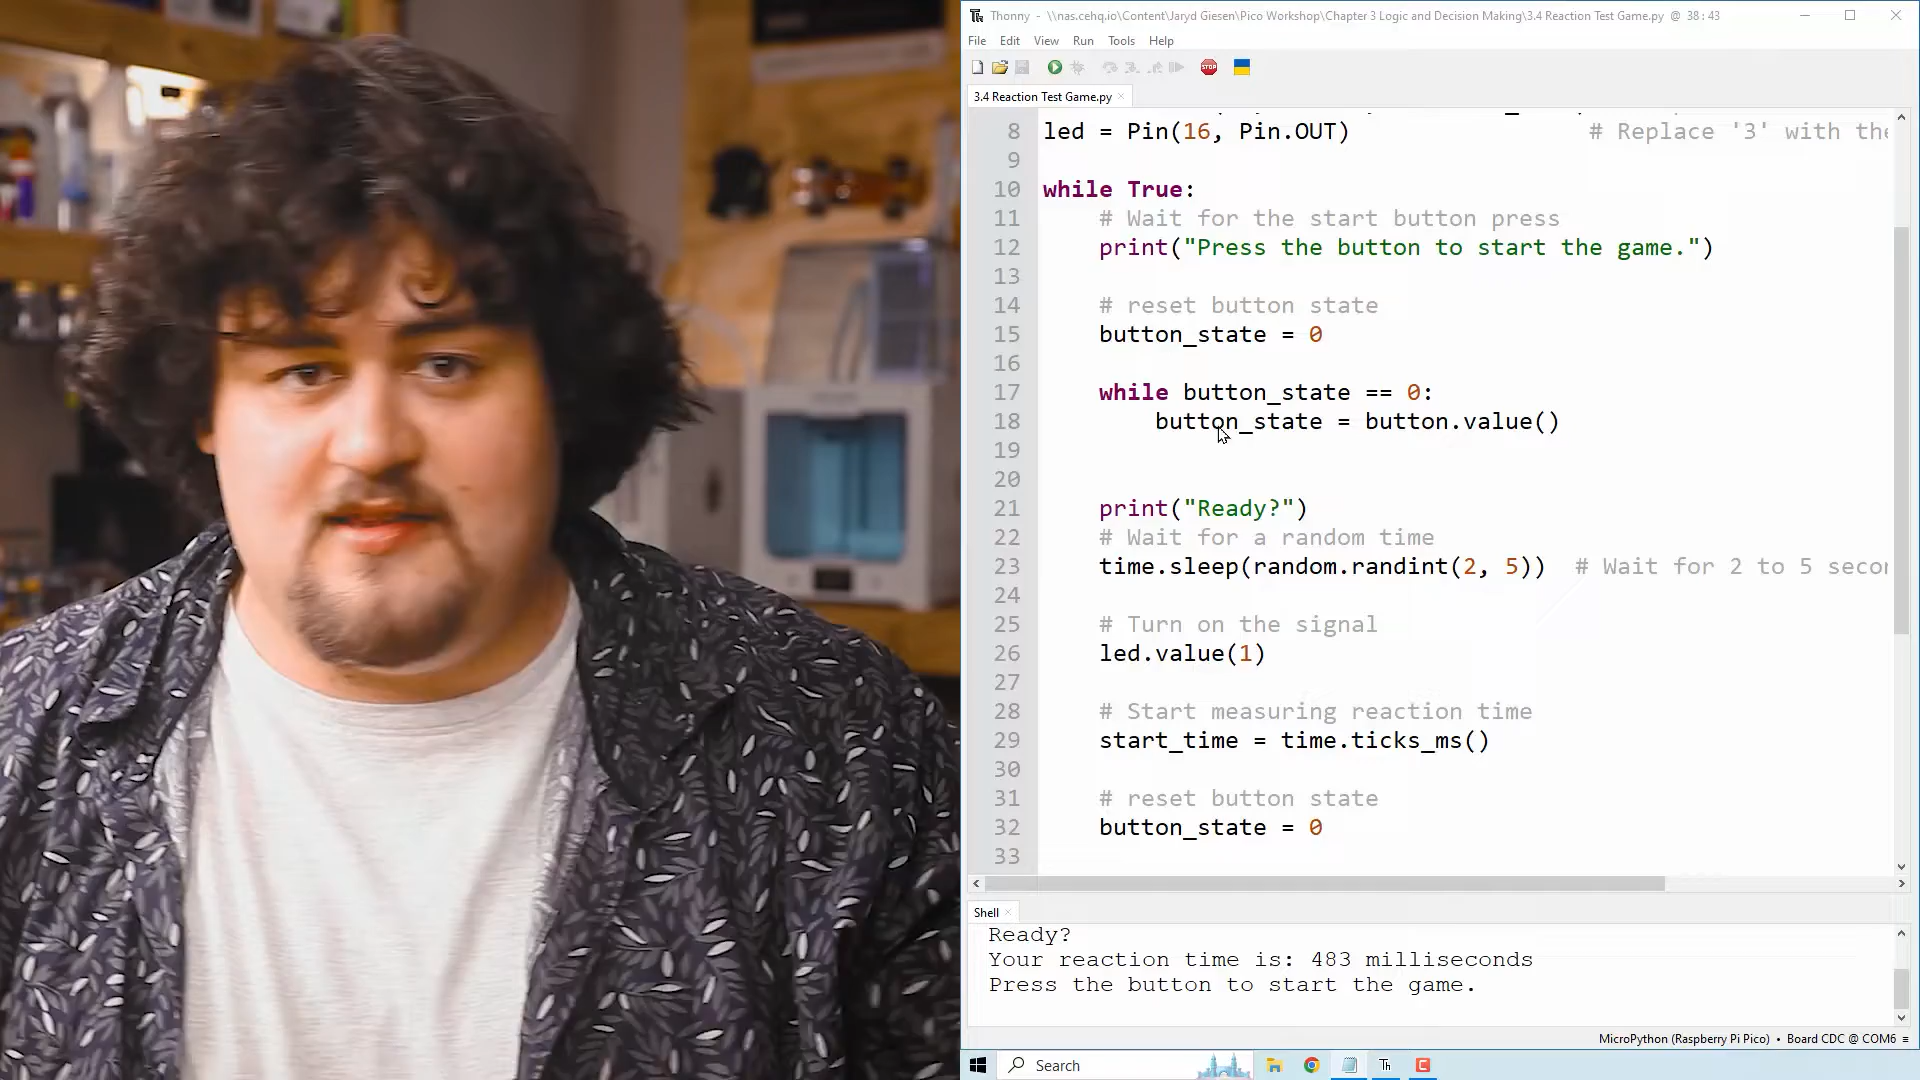 Thonny - \\nas.cehq.io\Content\Jaryd Giesen\Pico Workshop\Chapter 3 Logic and Decision Making\3.4 Reaction Test Game.py @ 38:43
File Edit View Run Tools Help
STOP
3.4 Reaction Test Game.py
8 led = Pin(16, Pin.OUT) # Replace '3' with the
9
10 while True:
11 # Wait for the start button press
12 print("Press the button to start the game.")
13
14 # reset button state
15 button_state = 0
16
17 while button_state == 0:
18 button_state = button.value()
19
20
21 print("Ready?")
22 # Wait for a random time
23 time.sleep(random.randint(2, 5)) # Wait for 2 to 5 secon
24
25 # Turn on the signal
26 led.value(1)
27
28 # Start measuring reaction time
29 start_time = time.ticks_ms()
30
31 # reset button state
32 button_state = 0
33
Shell
Ready?
Your reaction time is: 483 milliseconds
Press the button to start the game.
MicroPython (Raspberry Pi Pico) • Board CDC @ COM6 ≡
Search